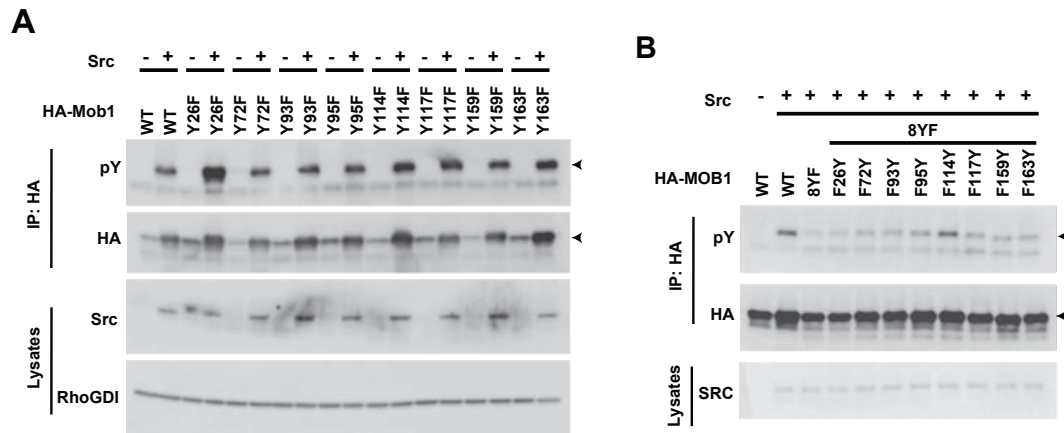 A
Src - + - + - + - + - + - + - + - + - +
HA-Mob1 WT WT Y26F Y26F Y72F Y72F Y93F Y93F Y95F Y95F Y114F Y114F Y117F Y117F Y159F Y159F Y163F Y163F
IP: HA
pY
HA
Lysates
Src
RhoGDI
B
Src - + + + + + + + + + +
8YF
HA-MOB1 WT WT 8YF F26Y F72Y F93Y F95Y F114Y F117Y F159Y F163Y
IP: HA
pY
HA
Lysates
SRC